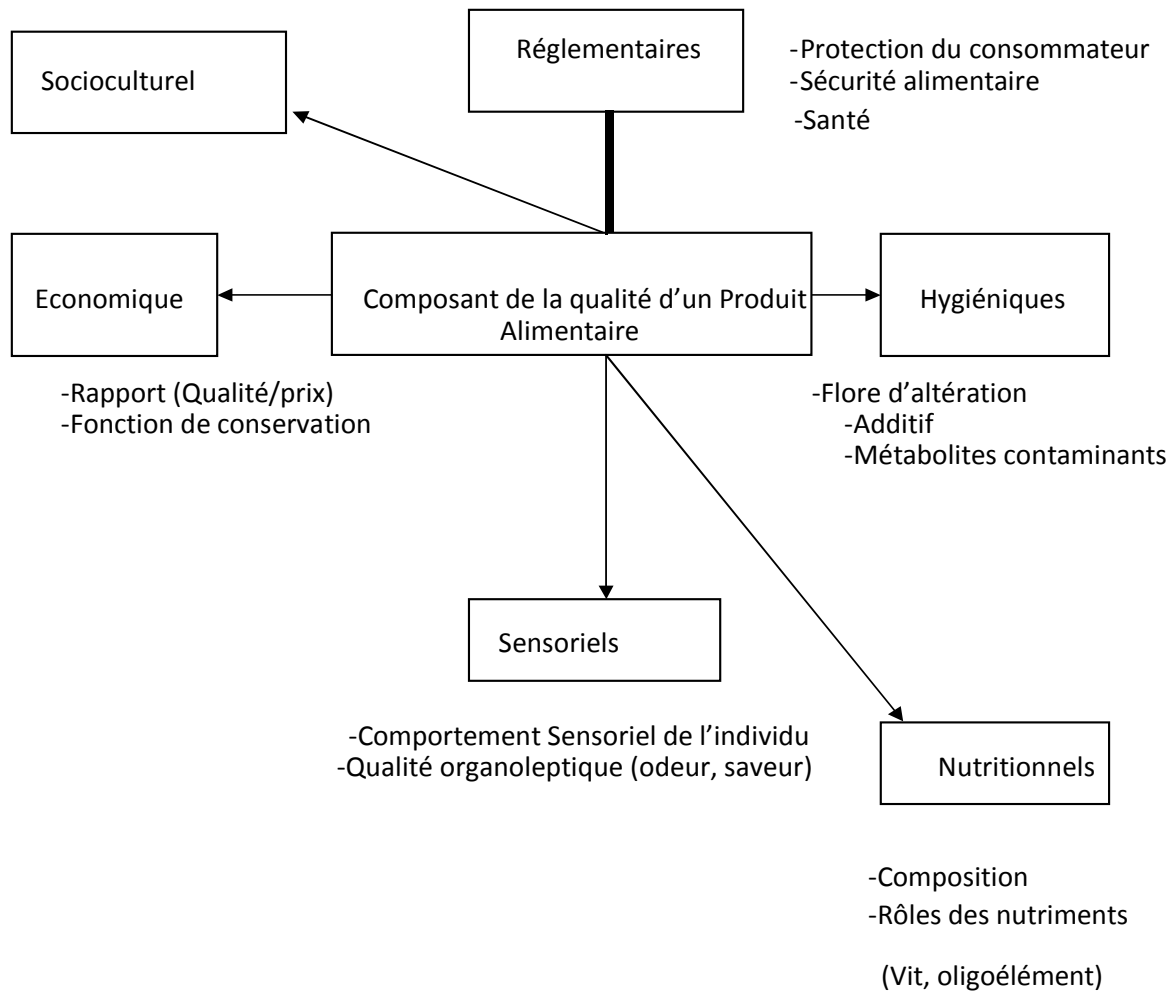 Réglementaires
-Protection du consommateur
-Sécurité alimentaire
-Santé
Socioculturel
Economique
-Rapport (Qualité/prix)
-Fonction de conservation
Composant de la qualité d’un Produit
Alimentaire
Hygiéniques
-Flore d’altération
-Additif
-Métabolites contaminants
Sensoriels
-Comportement Sensoriel de l’individu
-Qualité organoleptique (odeur, saveur)
Nutritionnels
-Composition
-Rôles des nutriments
(Vit, oligoélément)